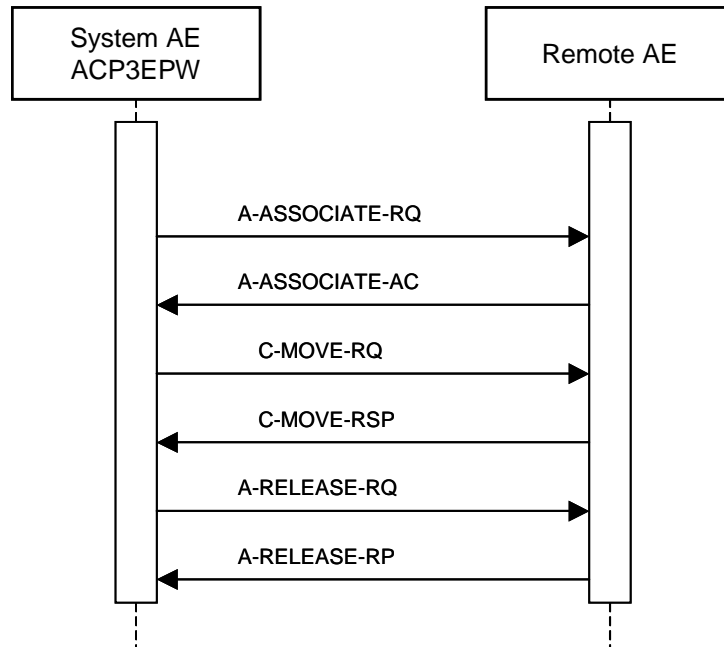 System AE
ACP3EPW
Remote AE
A-ASSOCIATE-RQ
A-ASSOCIATE-AC
C-MOVE-RQ
C-MOVE-RSP
A-RELEASE-RQ
A-RELEASE-RP